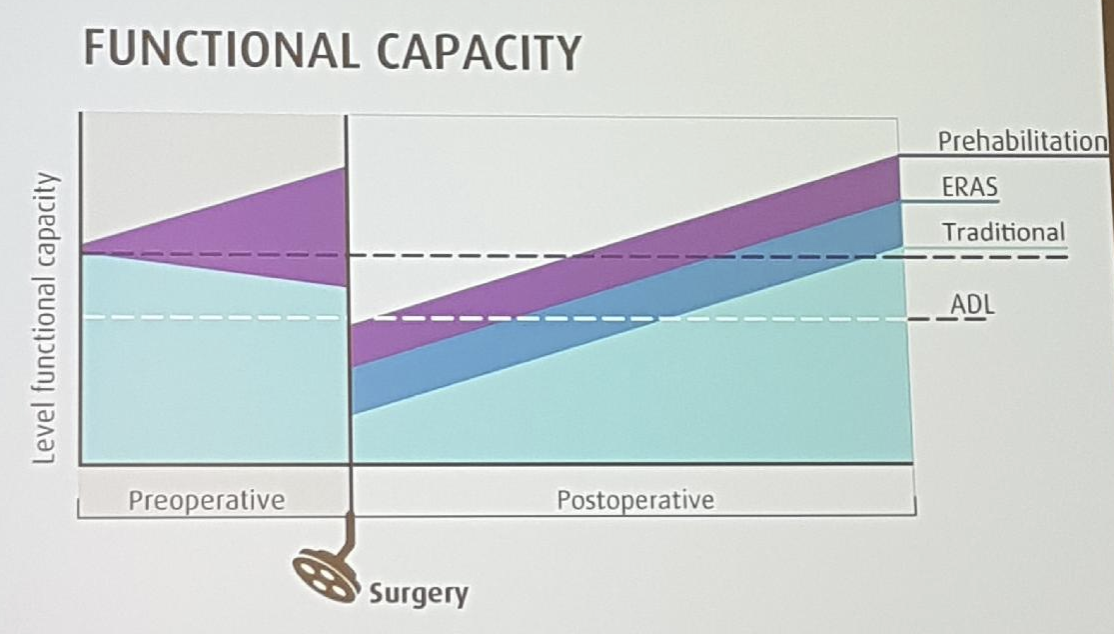 FUNCTIONAL CAPACITY
Level functional capacity
Prehabilitation
ERAS
Traditional
ADL
Preoperative
Postoperative
Surgery